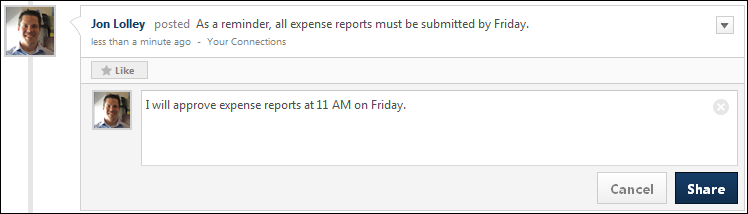 Jon Lolley posted As a reminder, all expense reports must be submitted by Friday.
less than a minute ago - Your Connections
Like
I will approve expense reports at 11 AM on Friday.
Cancel Share